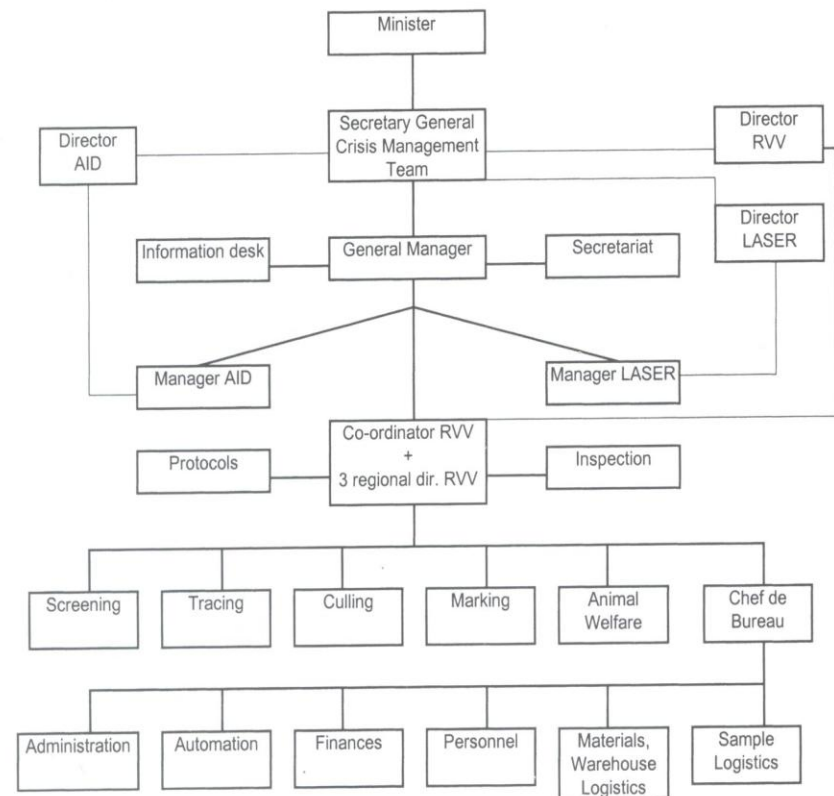 Minister
Secretary General
Crisis Management
Team
Director
AID
Director
RVV
Director
LASER
Information desk
General Manager
Secretariat
Manager AID
Manager LASER
Co-ordinator RVV
+
3 regional dir. RVV
Protocols
Inspection
Screening
Tracing
Culling
Marking
Animal
Welfare
Chef de
Bureau
Administration
Automation
Finances
Personnel
Materials,
Warehouse
Logistics
Sample
Logistics